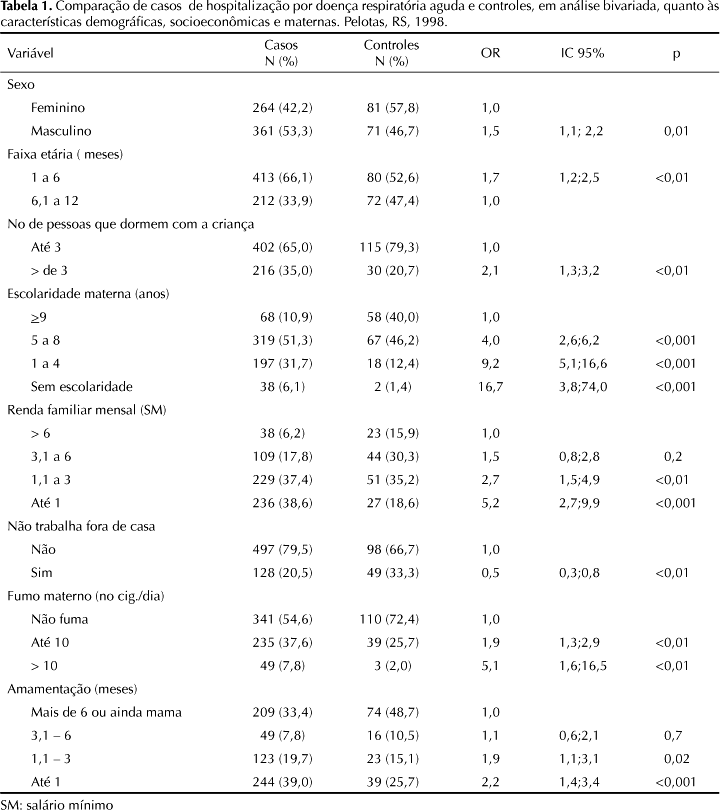 Tabela 1. Comparação de casos de hospitalização por doença respiratória aguda e controles, em análise bivariada, quanto às
características demográficas, socioeconômicas e maternas. Pelotas, RS, 1998.
Variável Casos N (%) Controles N (%) OR IC 95% p
Sexo
Feminino 264 (42,2) 81 (57,8) 1,0
Masculino 361 (53,3) 71 (46,7) 1,5 1,1; 2,2 0,01
Faixa etária ( meses)
1 a 6 413 (66,1) 80 (52,6) 1,7 1,2;2,5 <0,01
6,1 a 12 212 (33,9) 72 (47,4) 1,0
No de pessoas que dormem com a criança
Até 3 402 (65,0) 115 (79,3) 1,0
> de 3 216 (35,0) 30 (20,7) 2,1 1,3;3,2 <0,01
Escolaridade materna (anos)
≥9 68 (10,9) 58 (40,0) 1,0
5 a 8 319 (51,3) 67 (46,2) 4,0 2,6;6,2 <0,001
1 a 4 197 (31,7) 18 (12,4) 9,2 5,1;16,6 <0,001
Sem escolaridade 38 (6,1) 2 (1,4) 16,7 3,8;74,0 <0,001
Renda familiar mensal (SM)
> 6 38 (6,2) 23 (15,9) 1,0
3,1 a 6 109 (17,8) 44 (30,3) 1,5 0,8;2,8 0,2
1,1 a 3 229 (37,4) 51 (35,2) 2,7 1,5;4,9 <0,01
Até 1 236 (38,6) 27 (18,6) 5,2 2,7;9,9 <0,001
Não trabalha fora de casa
Não 497 (79,5) 98 (66,7) 1,0
Sim 128 (20,5) 49 (33,3) 0,5 0,3;0,8 <0,01
Fumo materno (no cig./dia)
Não fuma 341 (54,6) 110 (72,4) 1,0
Até 10 235 (37,6) 39 (25,7) 1,9 1,3;2,9 <0,01
> 10 49 (7,8) 3 (2,0) 5,1 1,6;16,5 <0,01
Amamentação (meses)
Mais de 6 ou ainda mama 209 (33,4) 74 (48,7) 1,0
3,1 – 6 49 (7,8) 16 (10,5) 1,1 0,6;2,1 0,7
1,1 – 3 123 (19,7) 23 (15,1) 1,9 1,1;3,1 0,02
Até 1 244 (39,0) 39 (25,7) 2,2 1,4;3,4 <0,001
SM: salário mínimo